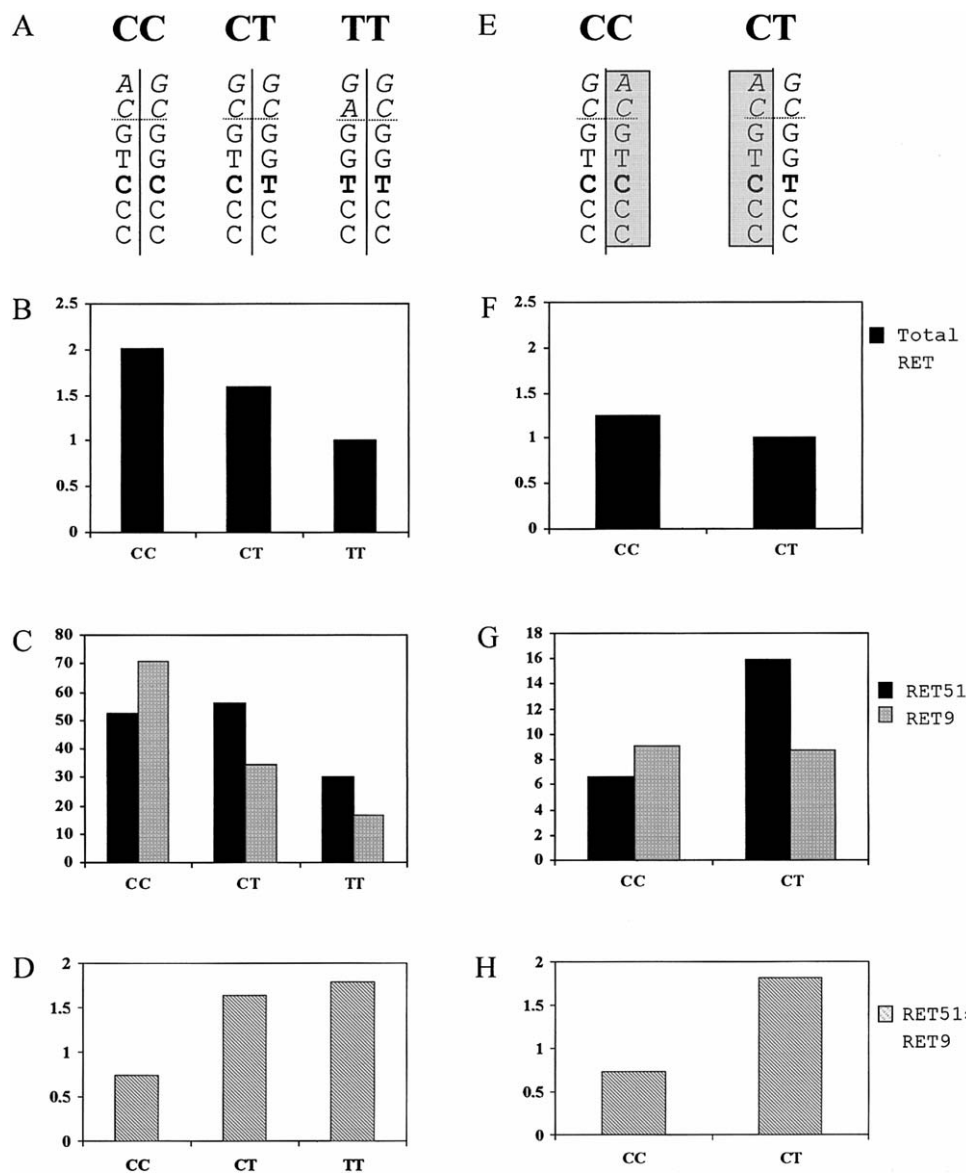 A
CC CT TT
A G G G G G
C C C C A C
G G G G G G
T G T G G G
C C C T T T
C C C C C C
C C C C C C
E
CC CT
G A A G
C C C C
G G G G
T T T G
C C C T
C C C C
C C C C
B
2.5
2
1.5
1
0.5
0
CC CT TT
F
2.5
2
1.5
1
0.5
0
CC CT
Total
RET
C
80
70
60
50
40
30
20
10
0
CC CT TT
G
18
16
14
12
10
8
6
4
2
0
CC CT
RET51
RET9
D
2
1.5
1
0.5
0
CC CT TT
H
2
1.5
1
0.5
0
CC CT
RET51:
RET9